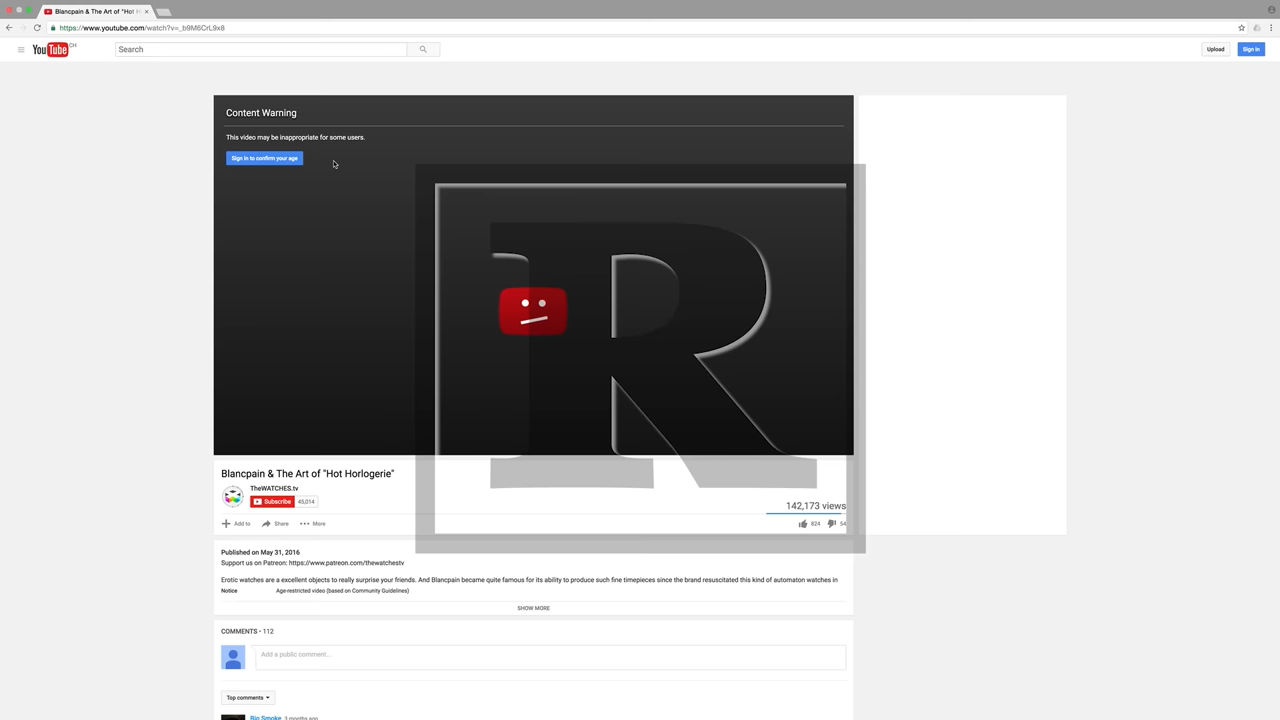 Blancpain & The Art of "Hot H
https://www.youtube.com/watch?v=_b9M6CrL9x8
YouTube CH
Search
Upload
Sign in
Content Warning
This video may be inappropriate for some users.
Sign in to confirm your age
R
Blancpain & The Art of "Hot Horlogerie"
TheWATCHES.tv
Subscribe 45,014
142,173 views
Add to Share More
624 54
Published on May 31, 2016
Support us on Patreon: https://www.patreon.com/thewatchestv
Erotic watches are a excellent objects to really surprise your friends. And Blancpain became quite famous for its ability to produce such fine timepieces since the brand resuscitated this kind of automaton watches in
Notice Age-restricted video (based on Community Guidelines)
SHOW MORE
COMMENTS • 112
Add a public comment...
Top comments
Big Smoke 3 months ago